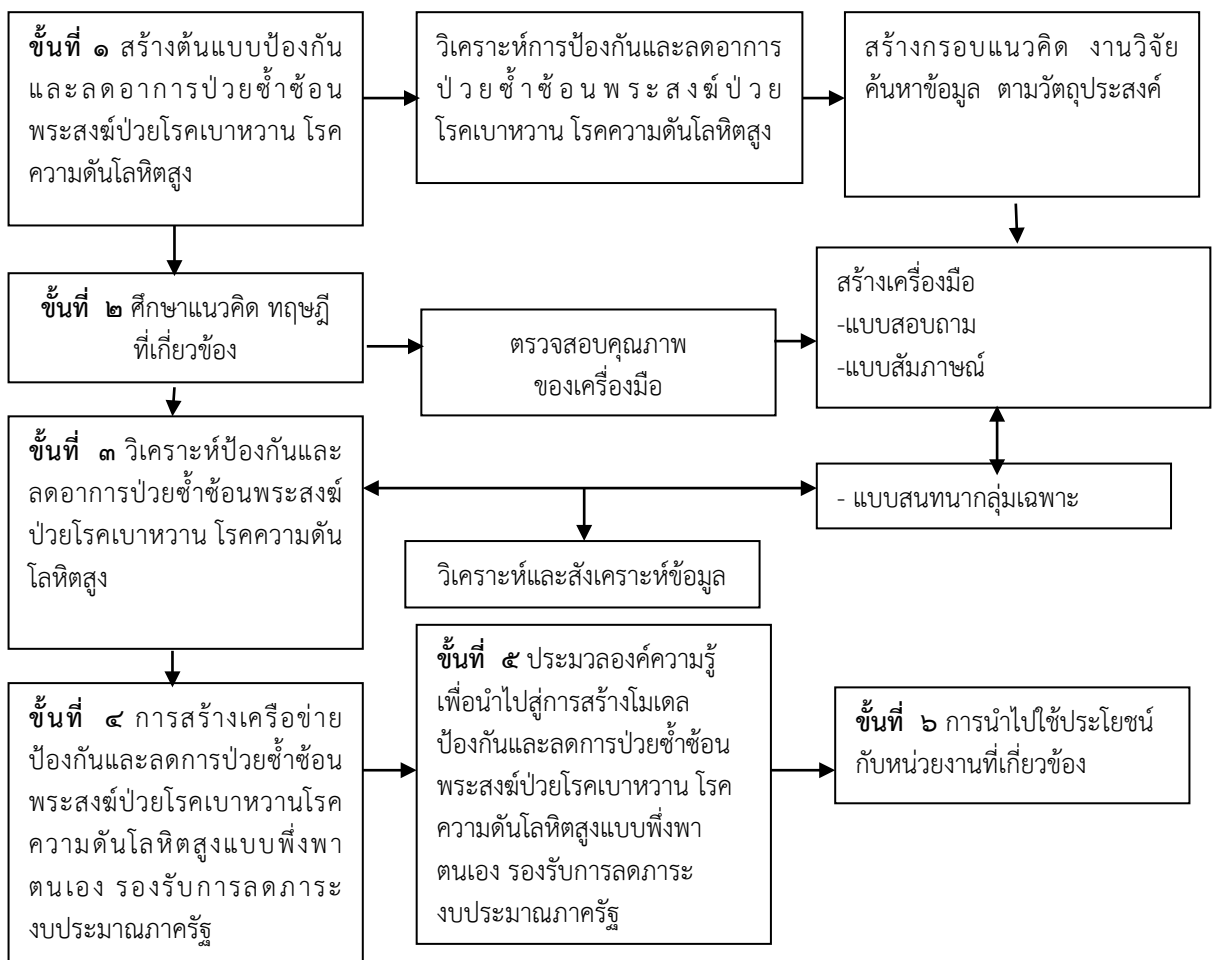 ขั้นที่ ๑ สร้างต้นแบบป้องกัน
และลดอาการป่วยซ้ำซ้อน
พระสงฆ์ป่วยโรคเบาหวาน โรค
ความดันโลหิตสูง
วิเคราะห์การป้องกันและลดอาการ
ป่วยซ้ำซ้อนพระสงฆ์ป่วย
โรคเบาหวาน โรคความดันโลหิตสูง
สร้างกรอบแนวคิด งานวิจัย
ค้นหาข้อมูล ตามวัตถุประสงค์
ขั้นที่ ๒ ศึกษาแนวคิด ทฤษฎี
ที่เกี่ยวข้อง
ตรวจสอบคุณภาพ
ของเครื่องมือ
สร้างเครื่องมือ
-แบบสอบถาม
-แบบสัมภาษณ์
ขั้นที่ ๓ วิเคราะห์ป้องกันและ
ลดอาการป่วยซ้ำซ้อนพระสงฆ์
ป่วยโรคเบาหวาน โรคความดัน
โลหิตสูง
- แบบสนทนากลุ่มเฉพาะ
วิเคราะห์และสังเคราะห์ข้อมูล
ขั้นที่ ๔ การสร้างเครือข่าย
ป้องกันและลดการป่วยซ้ำซ้อน
พระสงฆ์ป่วยโรคเบาหวานโรค
ความดันโลหิตสูงแบบพึ่งพา
ตนเอง รองรับการลดภาระ
งบประมาณภาครัฐ
ขั้นที่ ๕ ประมวลองค์ความรู้
เพื่อนำไปสู่การสร้างโมเดล
ป้องกันและลดการป่วยซ้ำซ้อน
พระสงฆ์ป่วยโรคเบาหวาน โรค
ความดันโลหิตสูงแบบพึ่งพา
ตนเอง รองรับการลดภาระ
งบประมาณภาครัฐ
ขั้นที่ ๖ การนำไปใช้ประโยชน์
กับหน่วยงานที่เกี่ยวข้อง